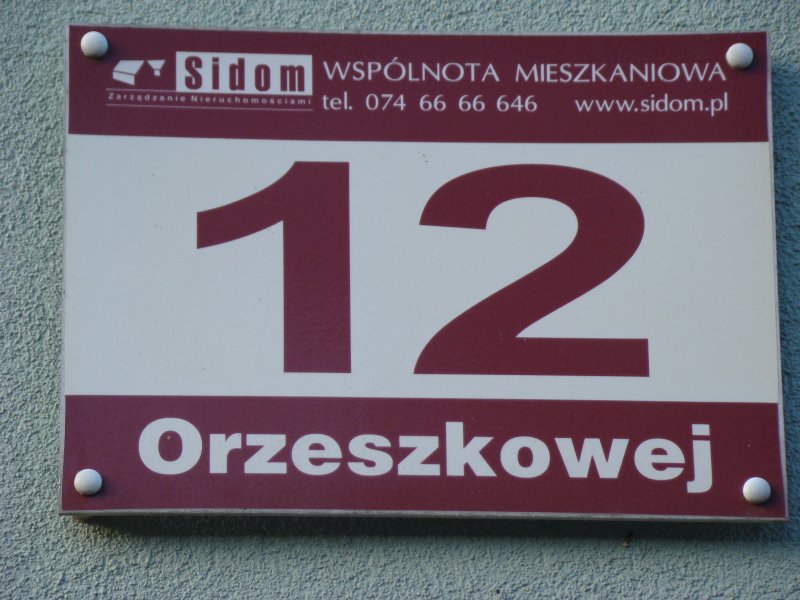 Sidom WSPÓLNOTA MIESZKANIOWA
Zarządzanie Nieruchomościami tel. 074 66 66 646 www.sidom.pl
12
Orzeszkowej